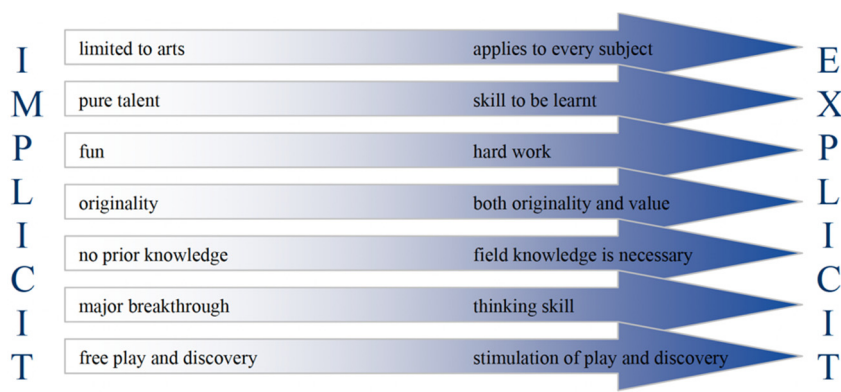 IMPLICIT
limited to arts applies to every subject
pure talent skill to be learnt
fun hard work
originality both originality and value
no prior knowledge field knowledge is necessary
major breakthrough thinking skill
free play and discovery stimulation of play and discovery
EXPLICIT